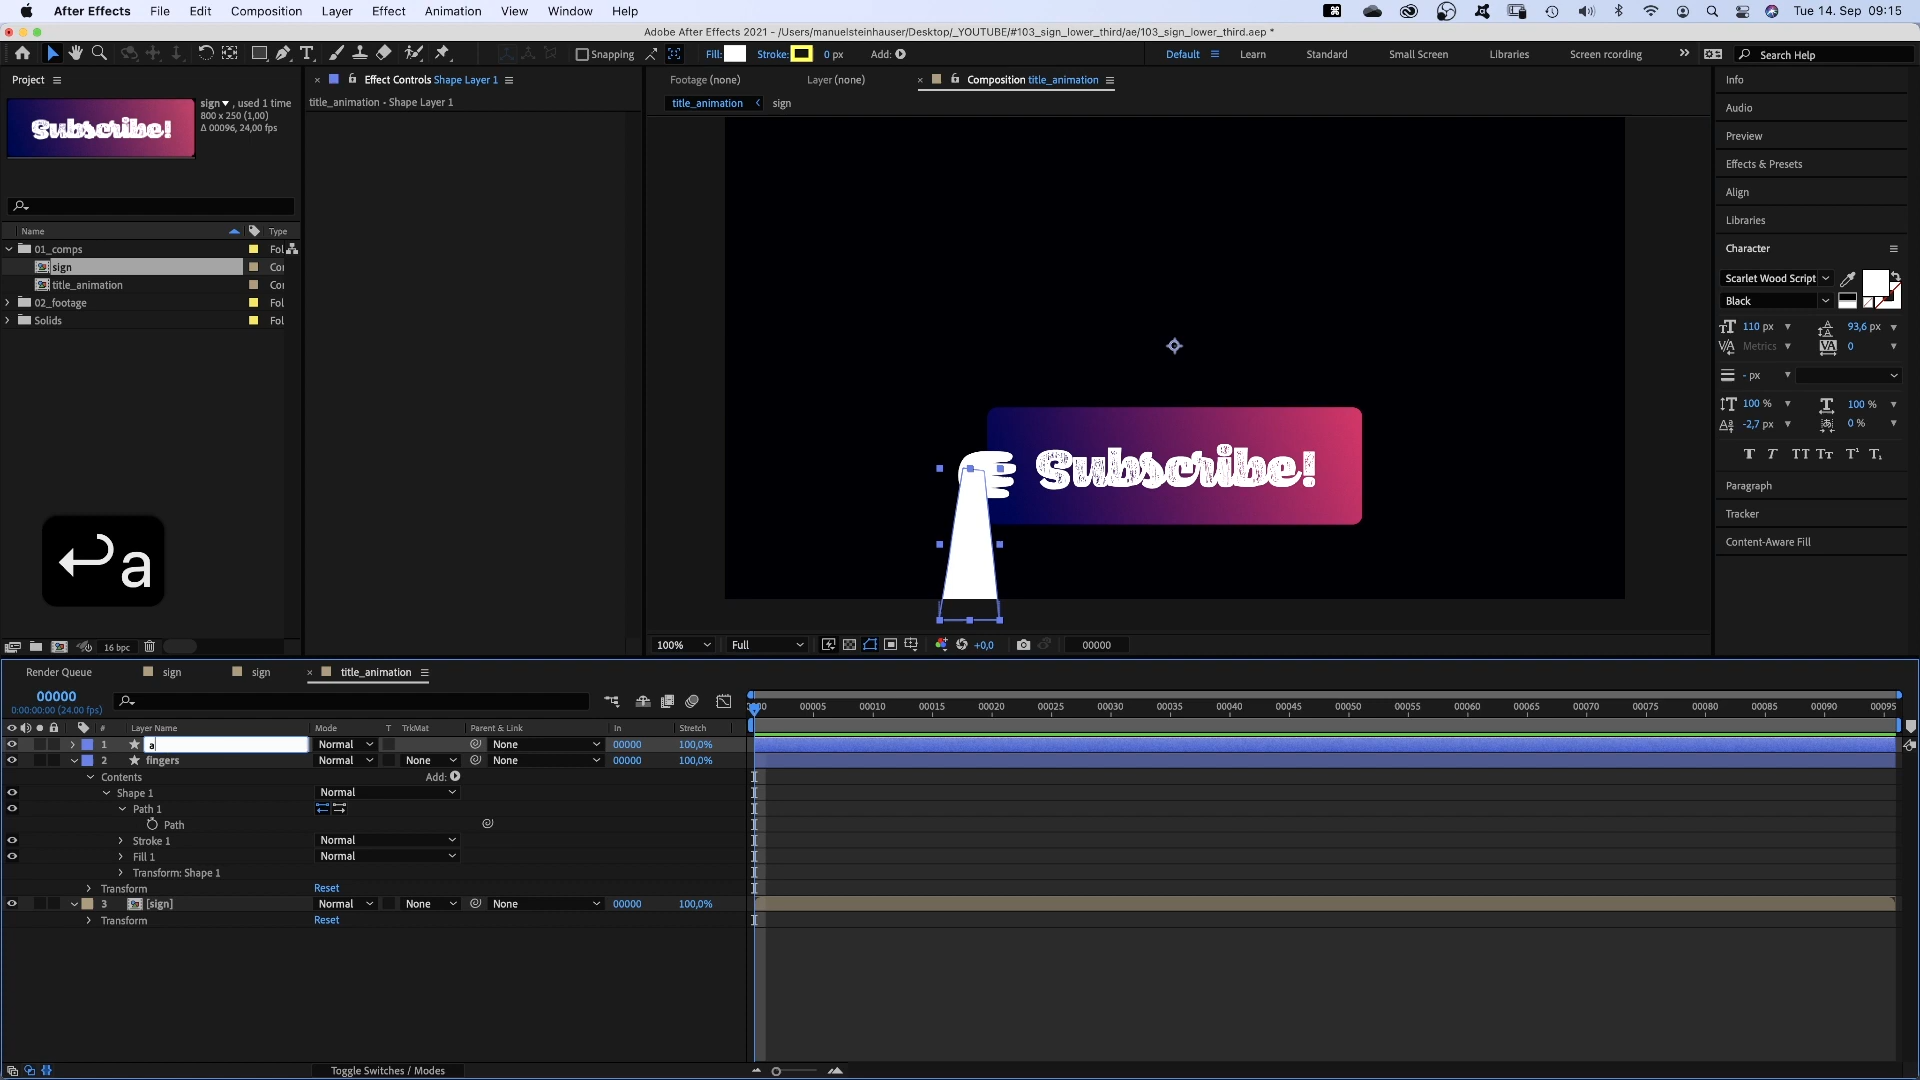 After Effects File Edit Composition Layer Effect Animation View Window Help Tue 14. Sep 09:15
Adobe After Effects 2021 - /Users/manuelsteinhauser/Desktop/_YOUTUBE/#103_sign_lower_third/ae/103_sign_lower_third.aep *
Snapping Fill: Stroke: 0 px Add: Default Learn Standard Small Screen Libraries Screen recording Search Help
Project Effect Controls Shape Layer 1 Footage (none) Layer (none) Composition title_animation Info
sign , used 1 time title_animation - Shape Layer 1 title_animation sign
800 x 250 (1,00)
Δ 00096, 24,00 fps
Subscribe!
Audio
Preview
Effects & Presets
Align
Libraries
Character
Name Type
01_comps Fol
sign Cor
title_animation Cor
02_footage Fol
Solids Fol
Scarlet Wood Script
Black
110 px 93,6 px
Metrics 0
- px
100 % 100 %
-2,7 px 0 %
Subscribe!
Paragraph
Tracker
Content-Aware Fill
a
16 bpc 100% Full +0,0 00000
Render Queue sign sign title_animation
00000
0:00:00:00 (24.00 fps)
00005 00010 00015 00020 00025 00030 00035 00040 00045 00050 00055 00060 00065 00070 00075 00080 00085 00090 00095
# Layer Name Mode T TrkMat Parent & Link In Stretch
1 a Normal None 00000 100,0%
2 fingers Normal None None 00000 100,0%
Contents Add:
Shape 1 Normal
Path 1
Path
Stroke 1 Normal
Fill 1 Normal
Transform: Shape 1
Transform Reset
3 [sign] Normal None None 00000 100,0%
Transform Reset
Toggle Switches / Modes